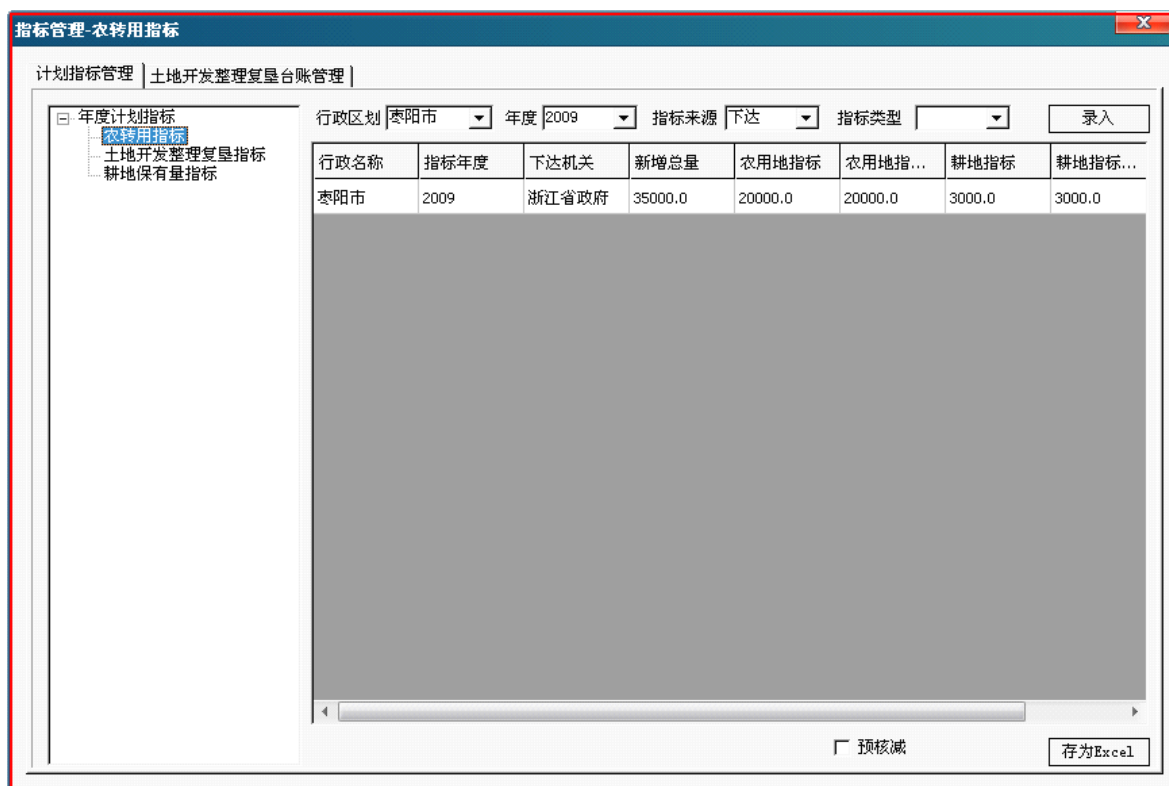 指标管理-农转用指标
计划指标管理 土地开发整理复垦台账管理
年度计划指标
农转用指标
土地开发整理复垦指标
耕地保有量指标
行政区划 枣阳市 年度 2009 指标来源 下达 指标类型 录入
行政名称 指标年度 下达机关 新增总量 农用地指标 农用地指... 耕地指标 耕地指标...
枣阳市 2009 浙江省政府 35000.0 20000.0 20000.0 3000.0 3000.0
预核减 存为Excel